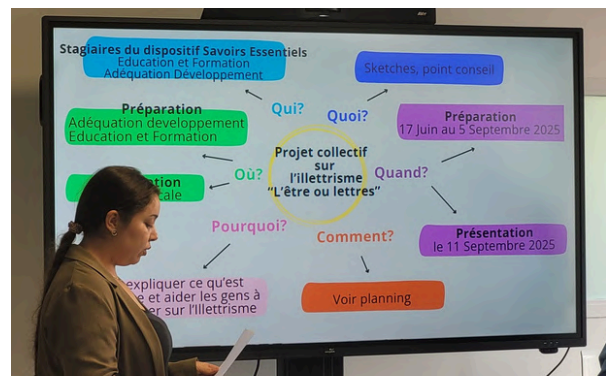 Stagiaires du dispositif Savoirs Essentiels
Education et Formation
Adéquation Développement
Sketches, point conseil
Qui?
Quoi?
Préparation
Adéquation développement
Education et Formation
Préparation
17 Juin au 5 Septembre 2025
Projet collectif
sur
l'illettrisme
"L'être ou lettres"
Où?
Quand?
Pourquoi?
Comment?
Présentation
le 11 Septembre 2025
expliquer ce qu'est
et aider les gens à
sur l'Illettrisme
Voir planning